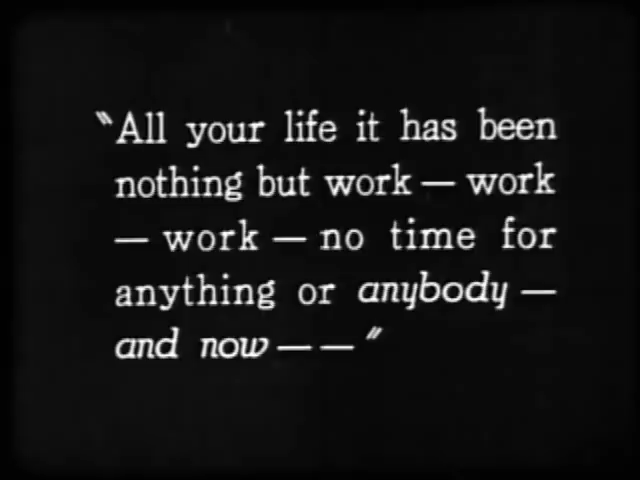 "All your life it has been
nothing but work — work
— work — no time for
anything or anybody —
and now — — "